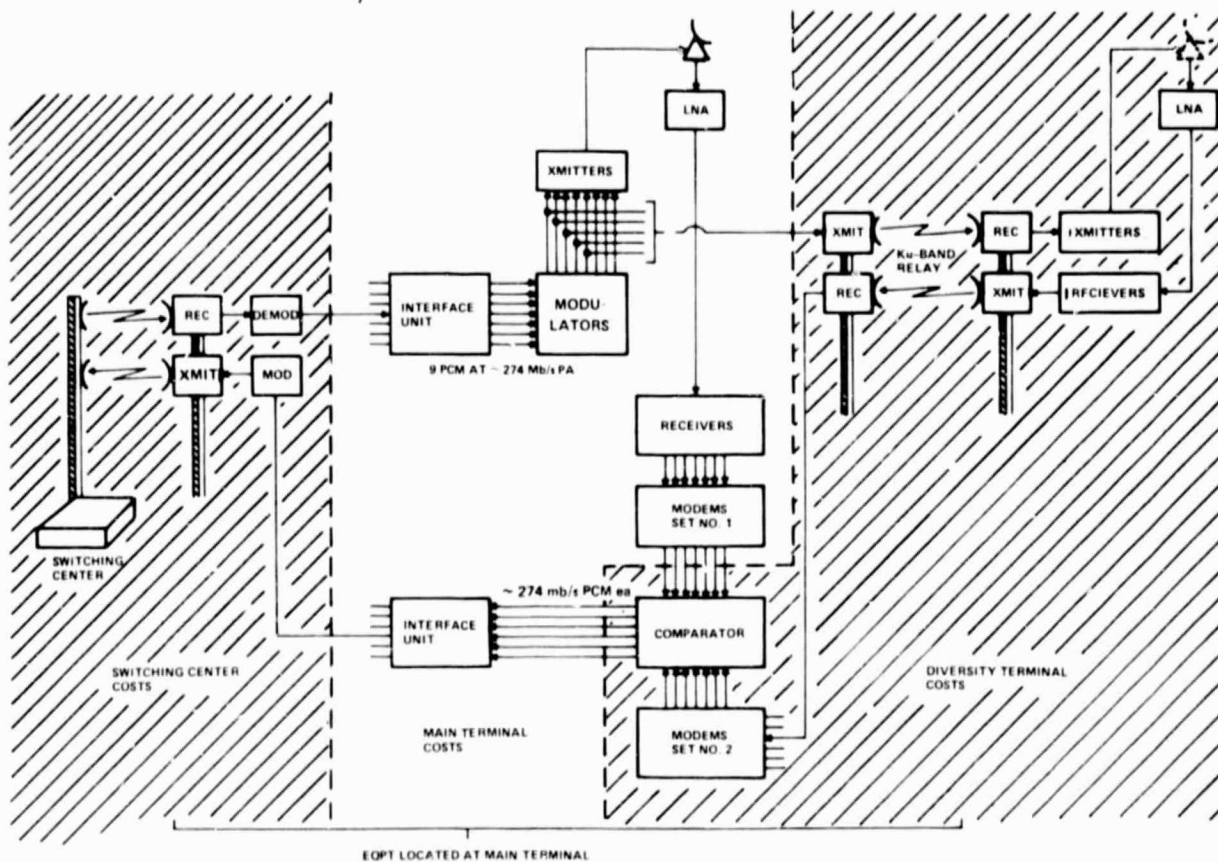 LNA
LNA
XMITTERS
XMIT
REC
XMITTERS
Ku-BAND
RELAY
REC
XMIT
RFCIEVERS
INTERFACE
UNIT
MODU-
LATORS
REC
DEMOD
XMIT
MOD
9 PCM AT ~ 274 Mb/s PA
RECEIVERS
MODEMS
SET NO. 1
SWITCHING
CENTER
~ 274 mb/s PCM ea
INTERFACE
UNIT
COMPARATOR
SWITCHING CENTER
COSTS
DIVERSITY TERMINAL
COSTS
MAIN TERMINAL
COSTS
MODEMS
SET NO. 2
EQPT LOCATED AT MAIN TERMINAL